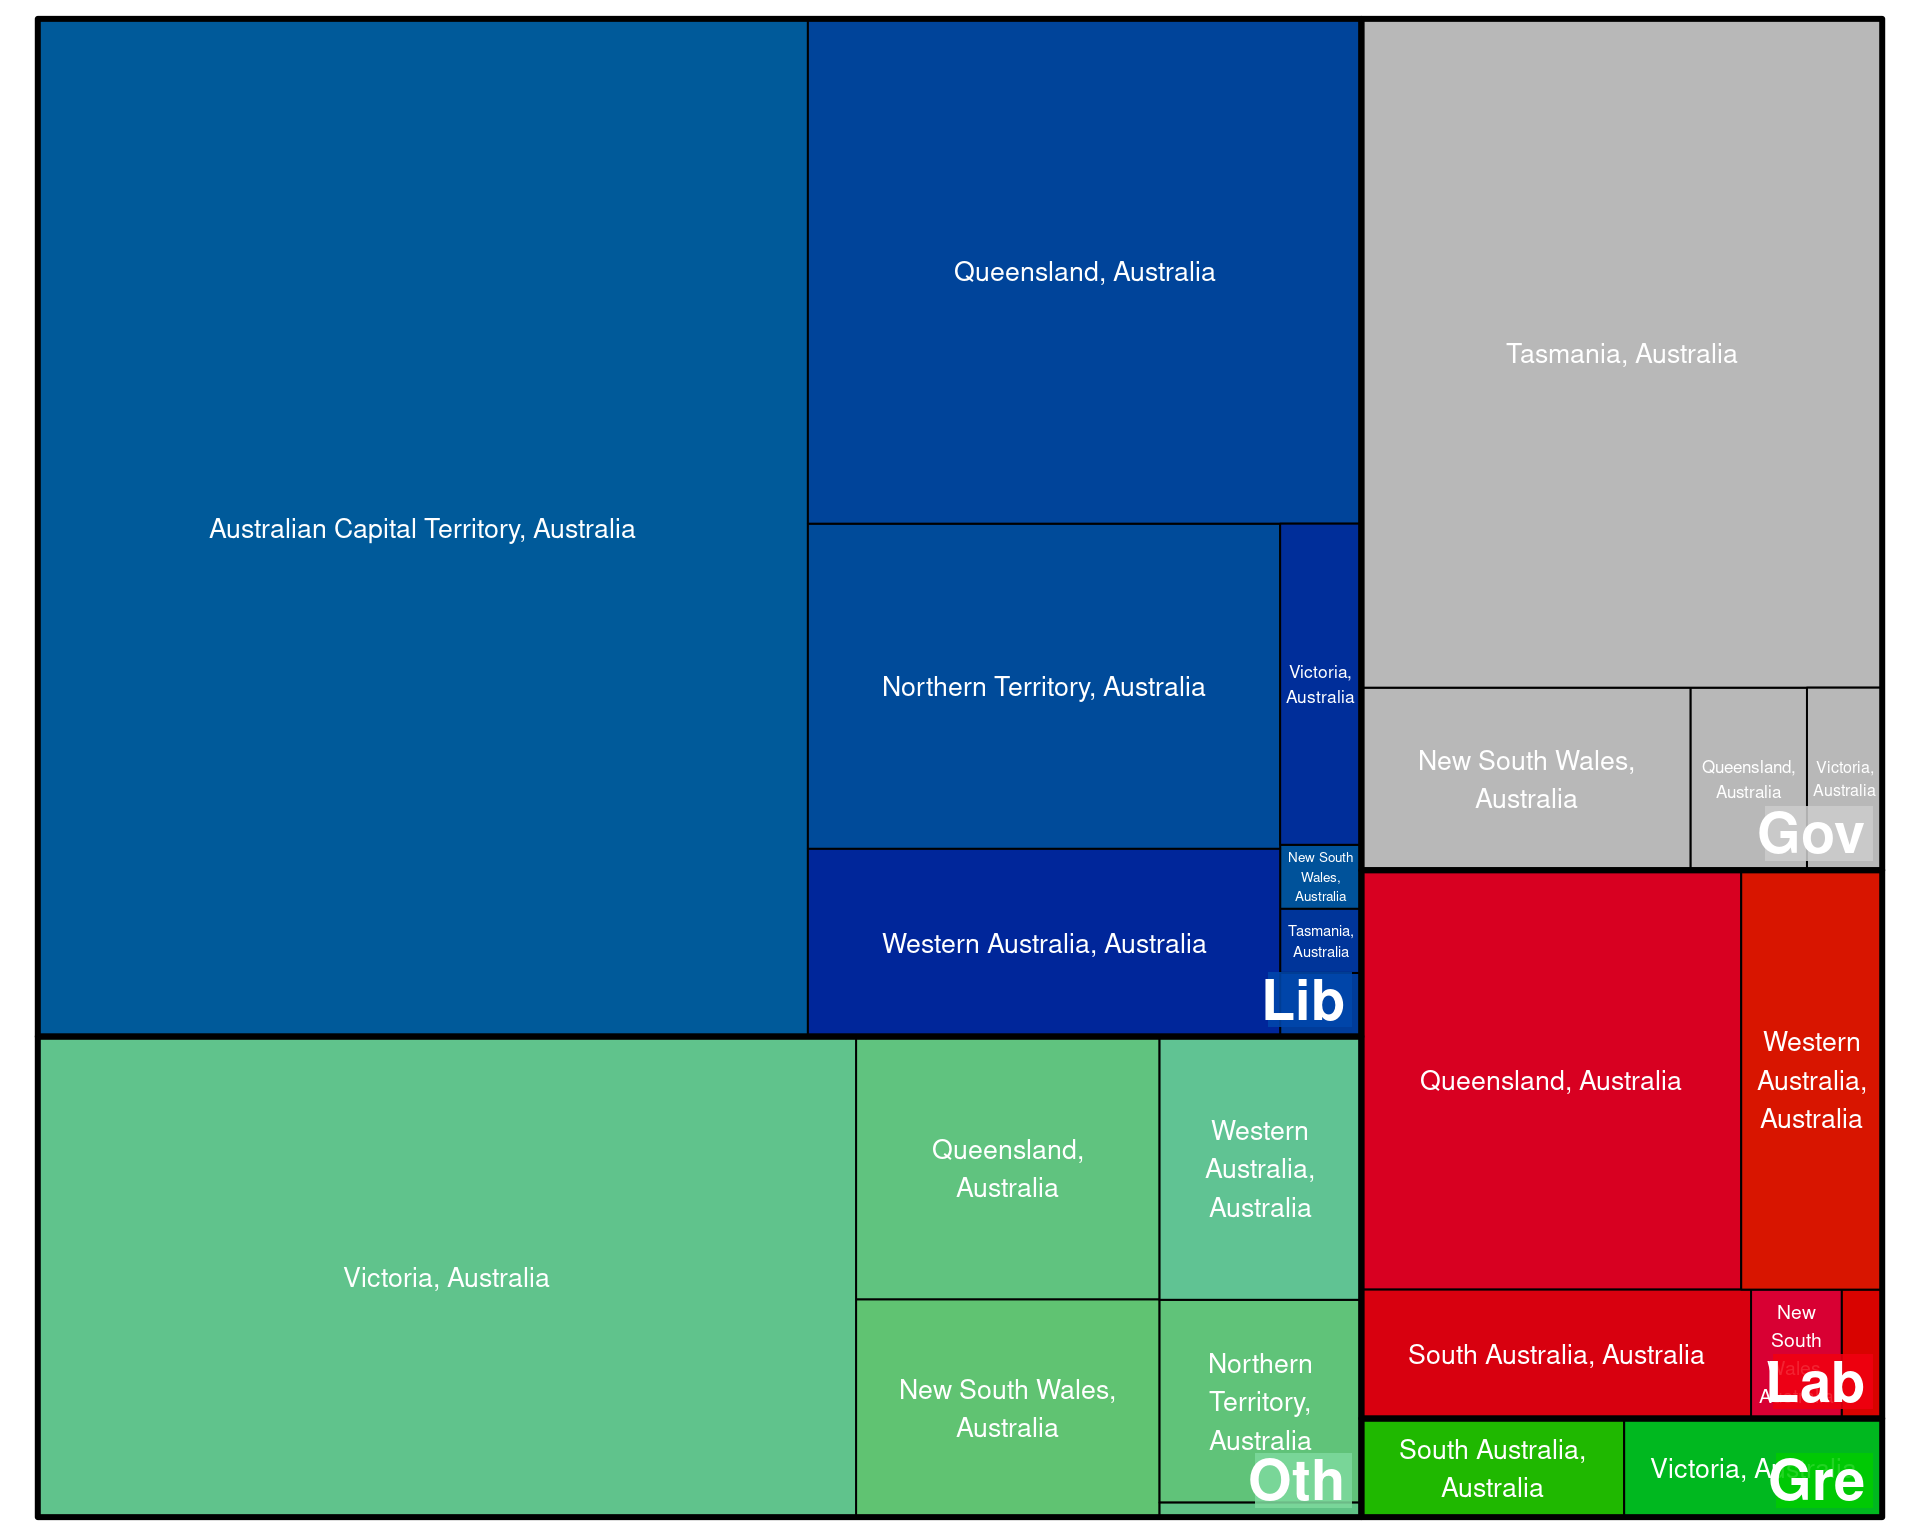 Australian Capital Territory, Australia
Queensland, Australia
Northern Territory, Australia
Victoria,
Australia
New South
Wales,
Australia
Tasmania,
Australia
Western Australia, Australia
Lib
Tasmania, Australia
New South Wales,
Australia
Queensland,
Australia
Victoria,
Australia
Gov
Victoria, Australia
Queensland,
Australia
Western
Australia,
Australia
New South Wales,
Australia
Northern
Territory,
Australia
Oth
Queensland, Australia
Western
Australia,
Australia
South Australia, Australia
New
South
Wales,
Lab
South Australia,
Australia
Victoria, Australia
Gre